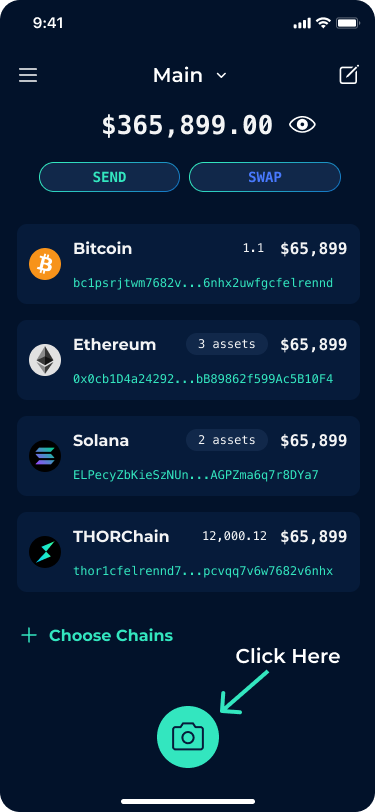 9:41
Main
$365,899.00
SEND SWAP
Bitcoin 1.1 $65,899
bc1psrjtwm7682v...6nhx2uwfgcfelrennd
Ethereum 3 assets $65,899
0x0cb1D4a24292...bB89862f599Ac5B10F4
Solana 2 assets $65,899
ELPecyZbKieSzNUn...AGPZma6q7r8DYa7
THORChain 12,000.12 $65,899
thor1cfelrennd7...pcvqq7v6w7682v6nhx
Choose Chains
Click Here